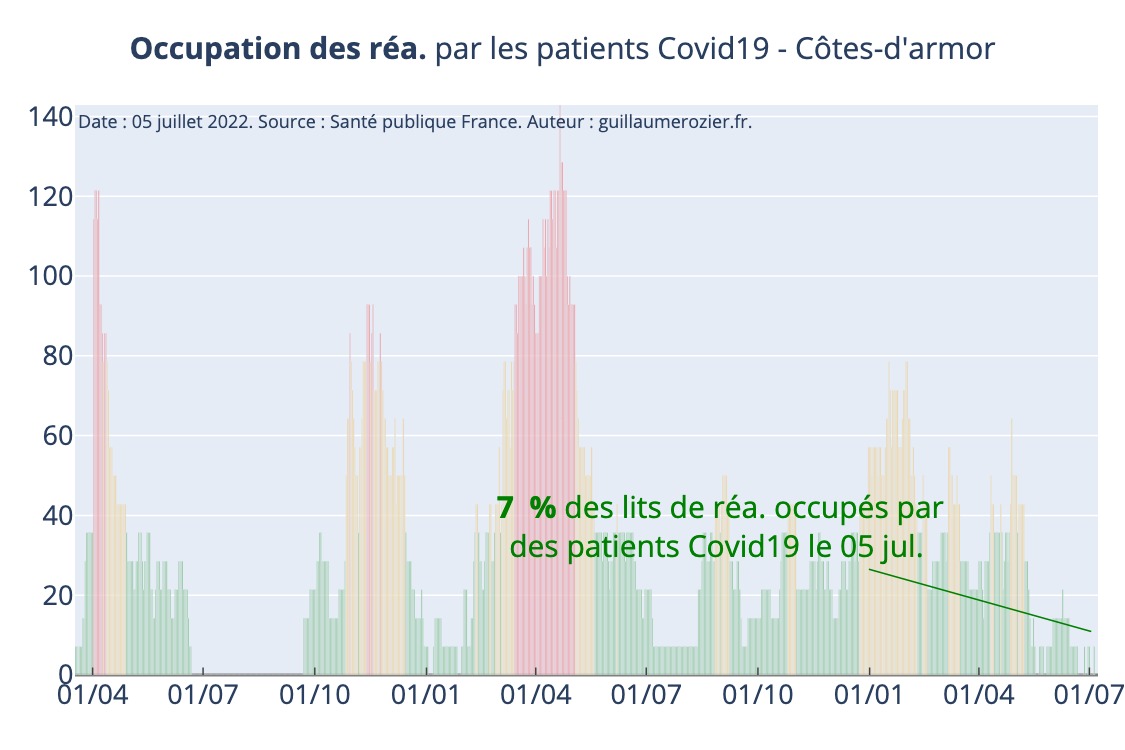 Occupation des réa. par les patients Covid19 - Côtes-d'armor
140
Date : 05 juillet 2022. Source : Santé publique France. Auteur : guillaumerozier.fr.
120
100
80
60
40
20
0
7 % des lits de réa. occupés par
des patients Covid19 le 05 jul.
01/04 01/07 01/10 01/01 01/04 01/07 01/10 01/01 01/04 01/07